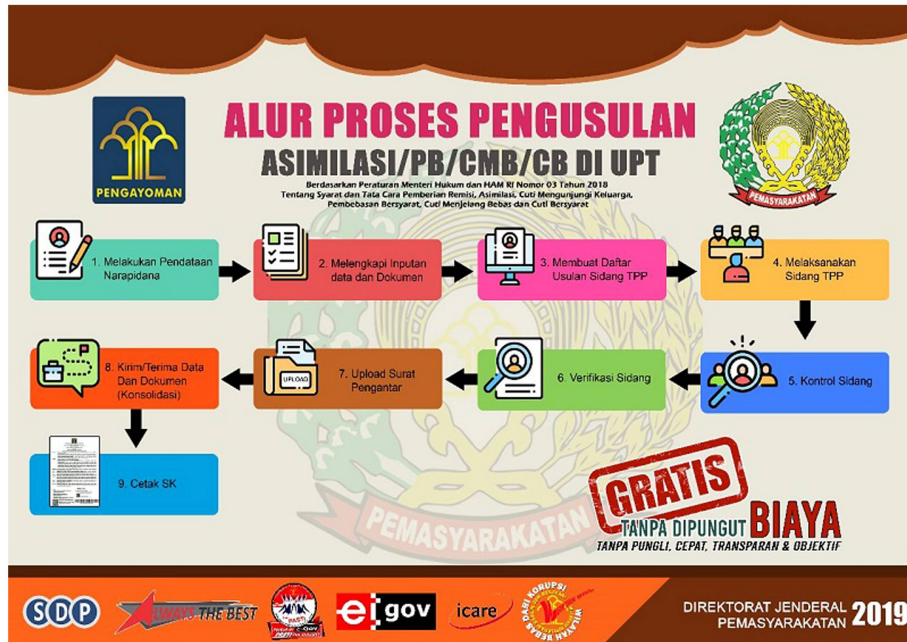 PENGAYOMAN
ALUR PROSES PENGUSULAN
ASIMILASI/PB/CMB/CB DI UPT
Berdasarkan Peraturan Menteri Hukum dan HAM RI Nomor 03 Tahun 2018
Tentang Syarat dan Tata Cara Pemberian Remisi, Asimilasi, Cuti Mengunjungi Keluarga,
Pembebasan Bersyarat, Cuti Menjelang Bebas dan Cuti Bersyarat
PEMASYARAKATAN
1. Melakukan Pendataan
Narapidana
2. Melengkapi Inputan
data dan Dokumen
3. Membuat Daftar
Usulan Sidang TPP
4. Melaksanakan
Sidang TPP
5. Kontrol Sidang
6. Verifikasi Sidang
7. Upload Surat
Pengantar
UPLOAD
8. Kirim/Terima Data
Dan Dokumen
(Konsolidasi)
9. Cetak SK
PEMASYARAKATAN
GRATIS
TANPA DIPUNGUT BIAYA
TANPA PUNGLI, CEPAT, TRANSPARAN & OBJEKTIF
SDP
ALWAYS THE BEST
PASTI
e gov
icare
WILAYAH BEBAS DARI KORUPSI
DIREKTORAT JENDERAL
PEMASYARAKATAN 2019